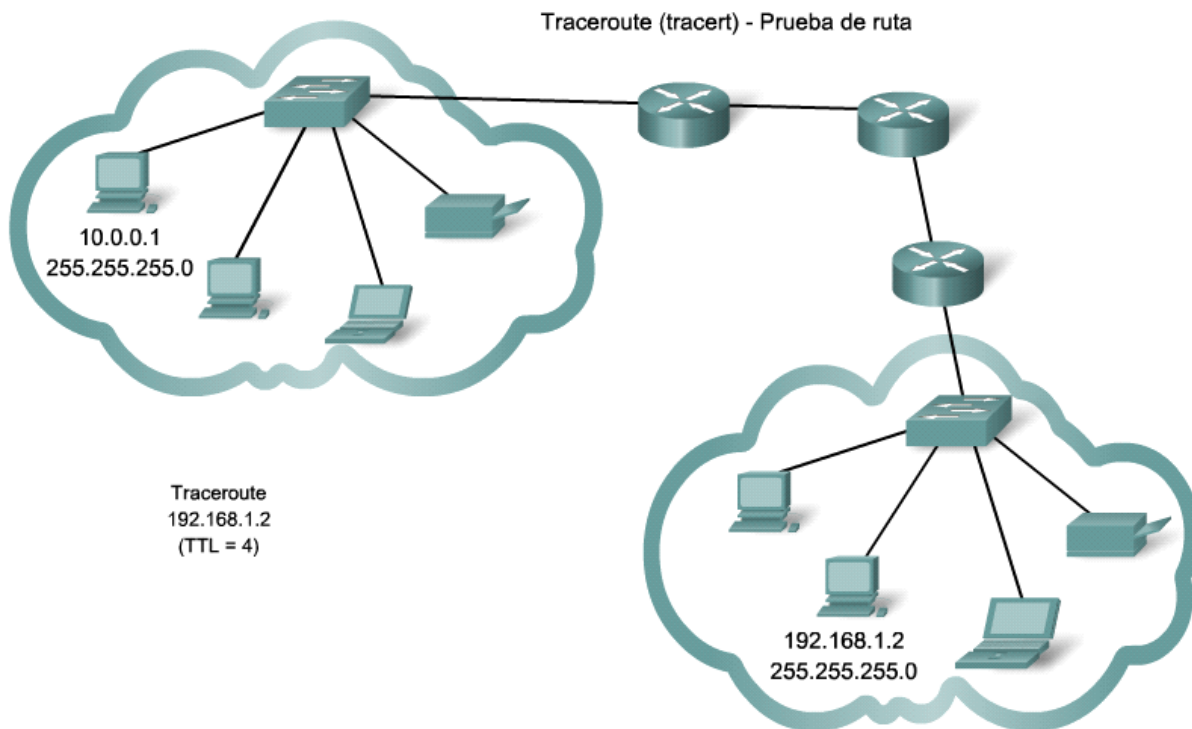 Traceroute (tracert) - Prueba de ruta
10.0.0.1
255.255.255.0
Traceroute
192.168.1.2
(TTL = 4)
192.168.1.2
255.255.255.0